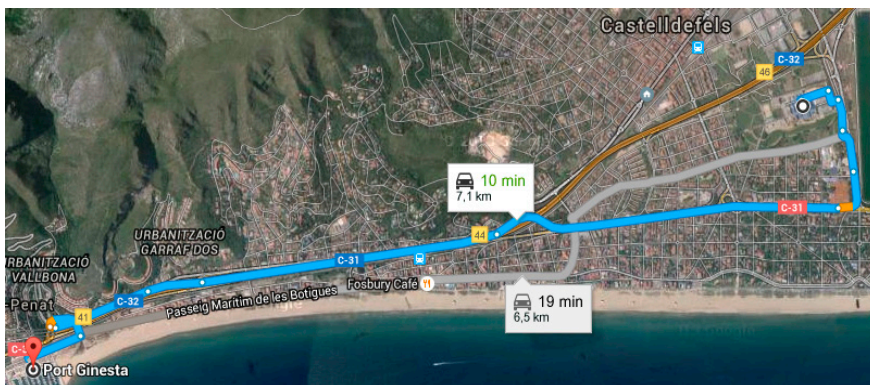 Castelldefels
C-32
46
10 min
7,1 km
C-31
44
URBANITZACIÓ
GARRAF DOS
URBANITZACIÓ
VALLBONA
C-31
Fosbury Café
19 min
6,5 km
Passeig Marítim de les Botigues
C-32
-Penat
41
Port Ginesta